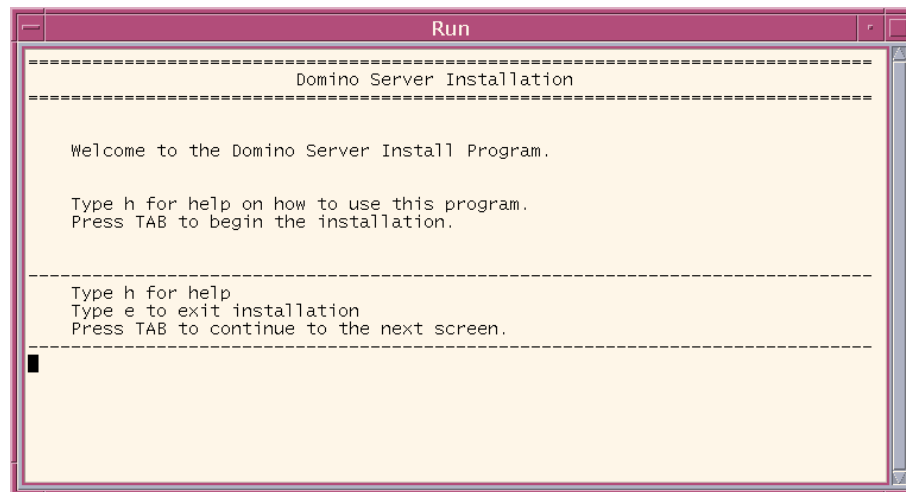 Run
===============================================================================
Domino Server Installation
===============================================================================
Welcome to the Domino Server Install Program.
Type h for help on how to use this program.
Press TAB to begin the installation.
-------------------------------------------------------------------------------
Type h for help
Type e to exit installation
Press TAB to continue to the next screen.
-------------------------------------------------------------------------------